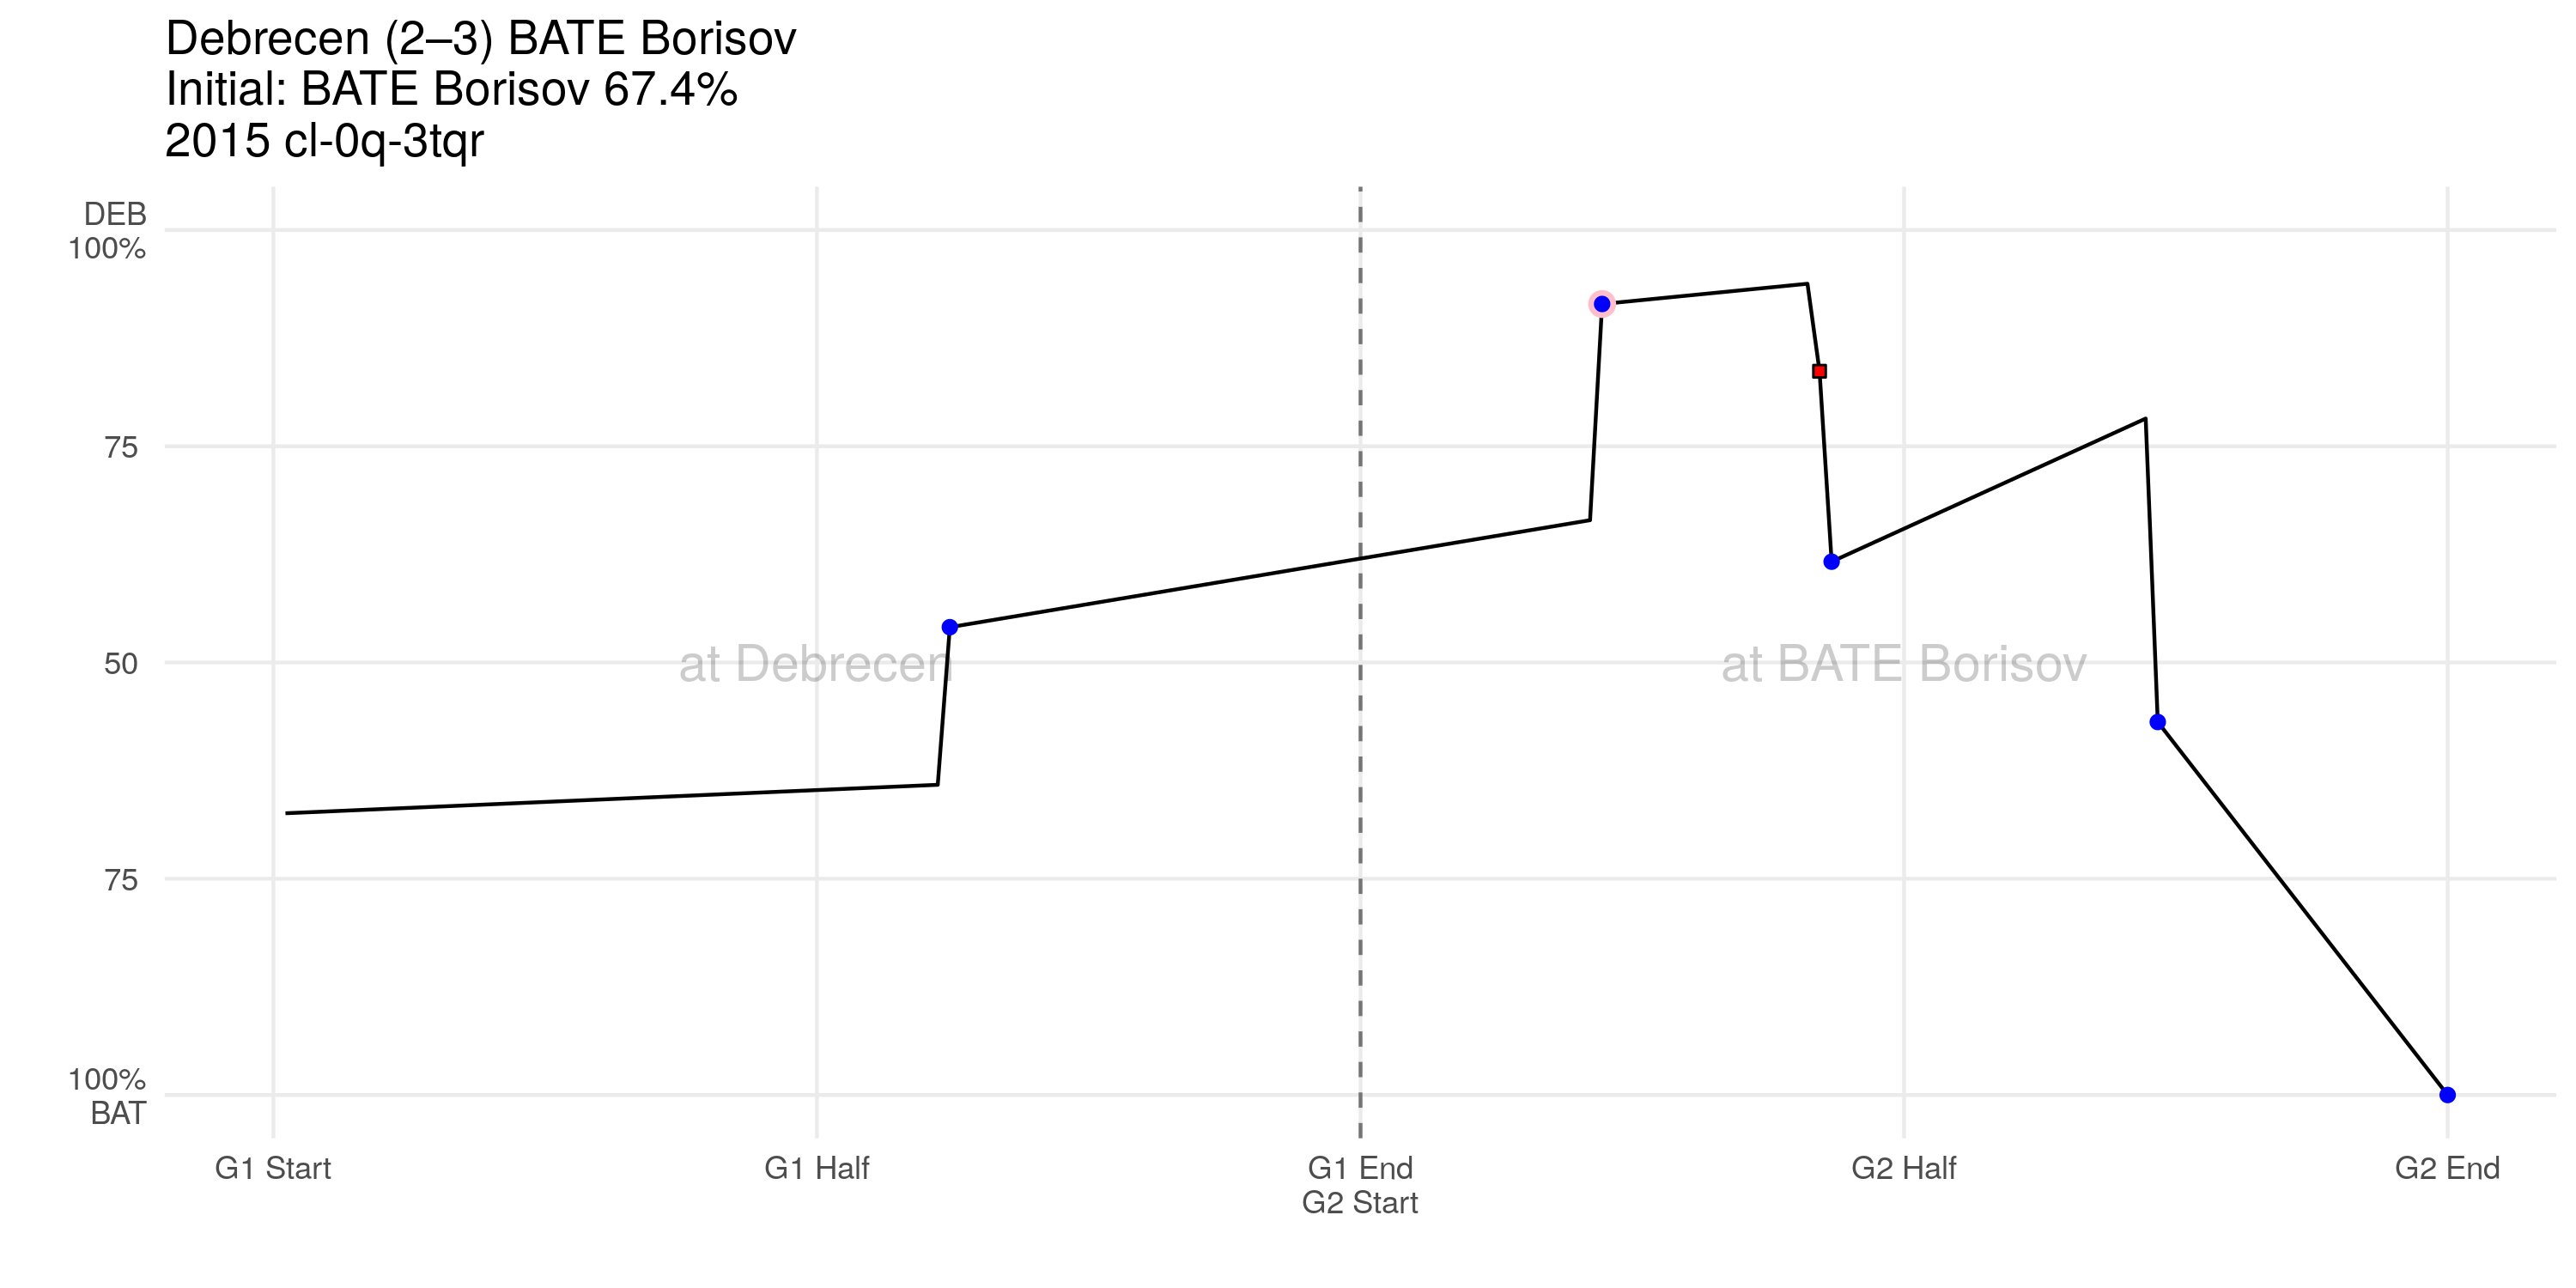 Debrecen (2–3) BATE Borisov
Initial: BATE Borisov 67.4%
2015 cl-0q-3tqr
DEB
100%
75
50
75
100%
BAT
at Debrecen
at BATE Borisov
G1 Start
G1 Half
G1 End
G2 Start
G2 Half
G2 End